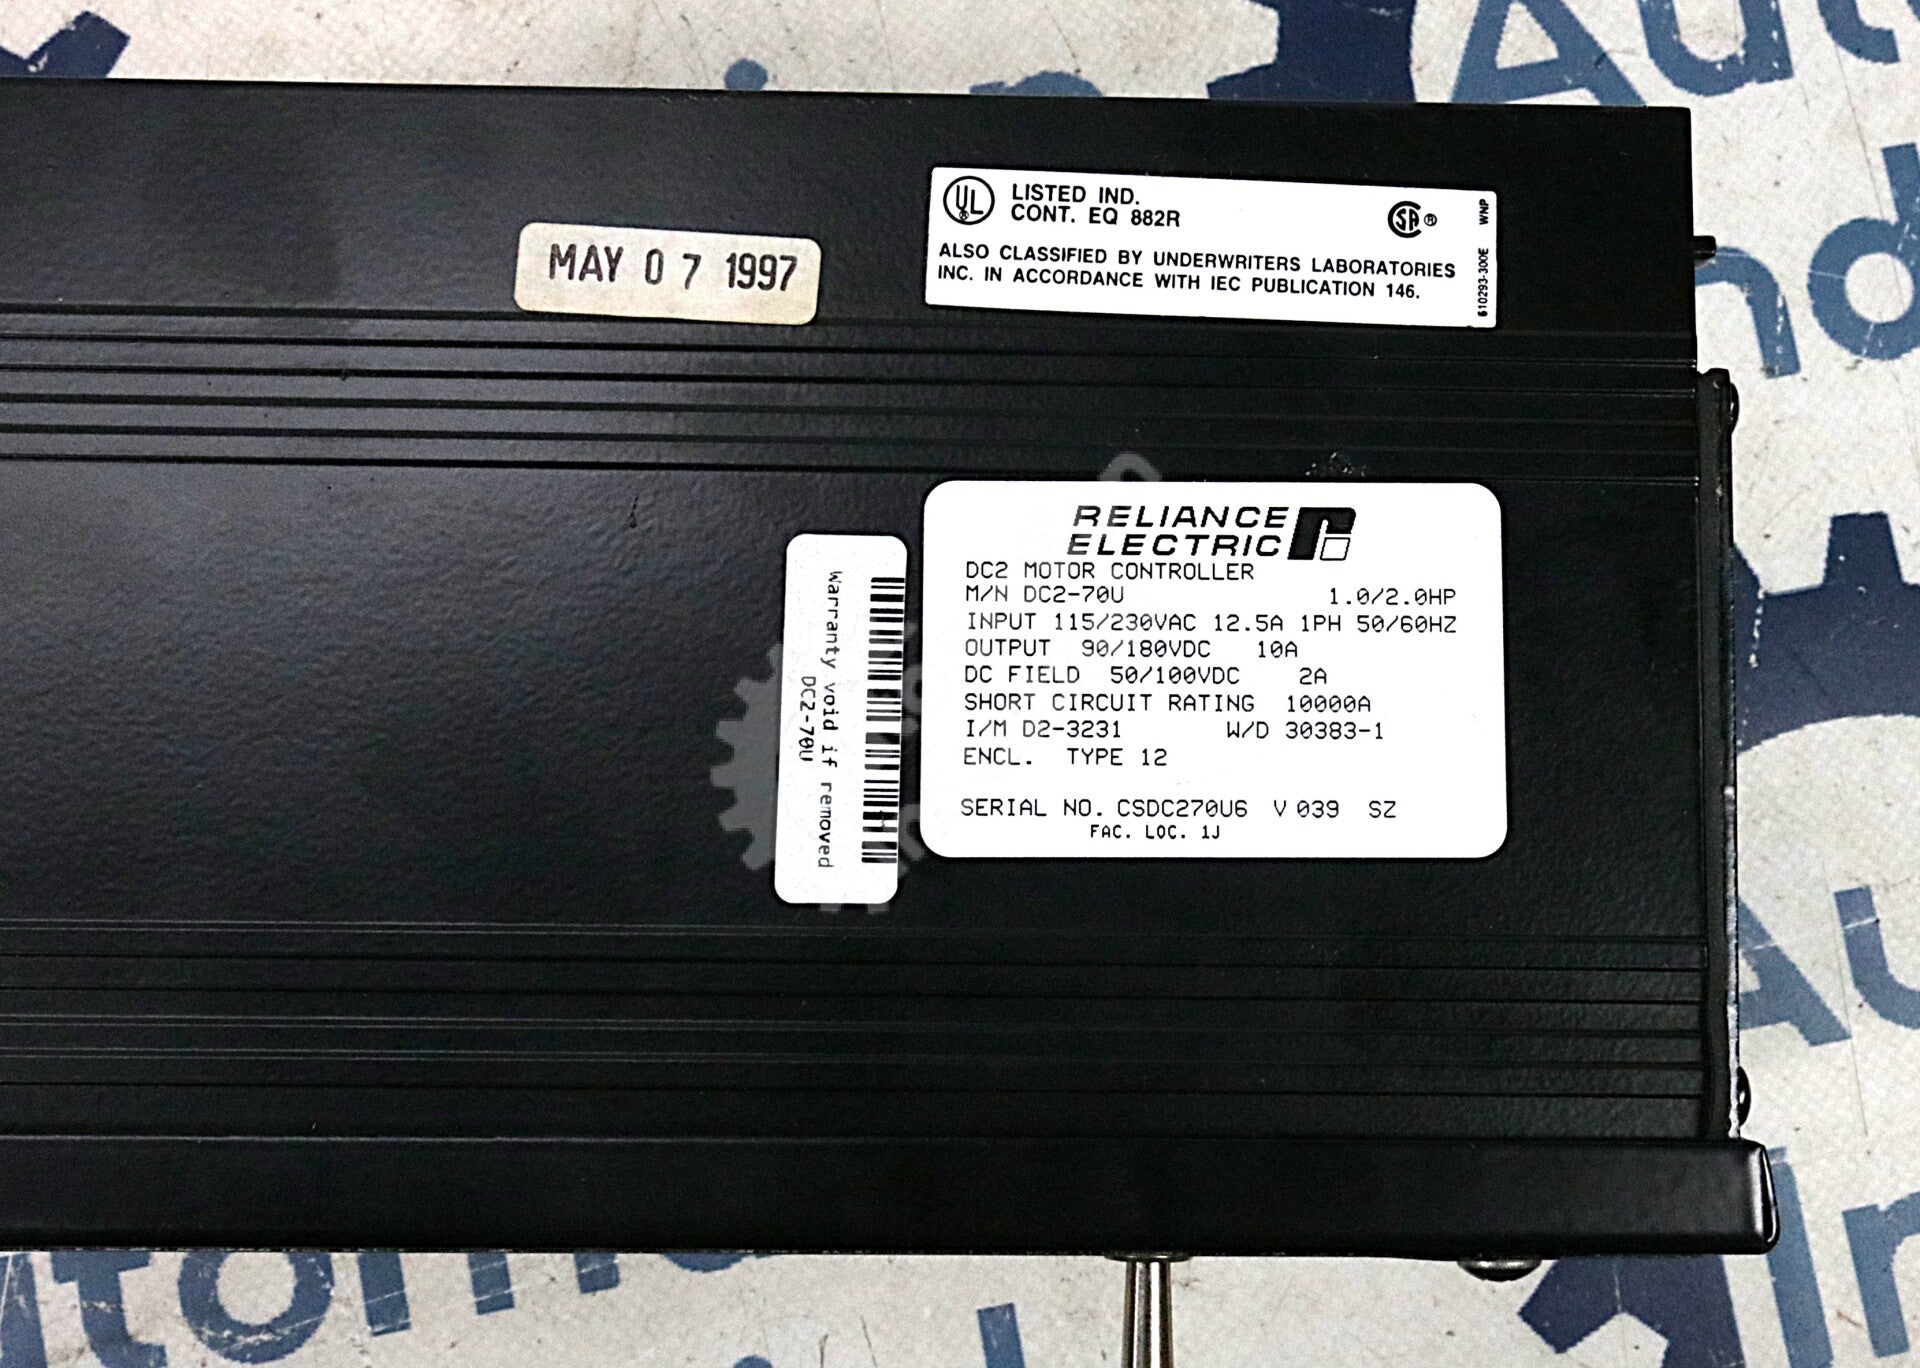 MAY 07 1997
UL
LISTED IND.
CONT. EQ 882R
SA
ALSO CLASSIFIED BY UNDERWRITERS LABORATORIES
INC. IN ACCORDANCE WITH IEC PUBLICATION 146.
610293-300E WNP
RELIANCE
ELECTRIC
DC2 MOTOR CONTROLLER
M/N DC2-70U 1.0/2.0HP
INPUT 115/230VAC 12.5A 1PH 50/60HZ
OUTPUT 90/180VDC 10A
DC FIELD 50/100VDC 2A
SHORT CIRCUIT RATING 10000A
I/M D2-3231 W/D 30383-1
ENCL. TYPE 12
SERIAL NO. CSDC270U6 V 039 SZ
FAC. LOC. 1J
Warranty void if removed
DC2-70U